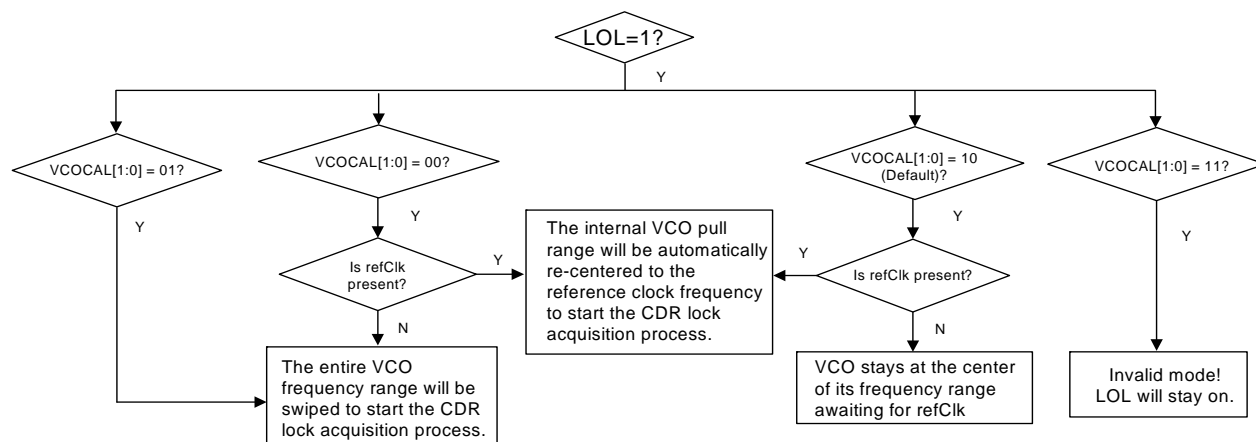 LOL=1?
Y
VCOCAL[1:0] = 01?
VCOCAL[1:0] = 00?
VCOCAL[1:0] = 10
(Default)?
VCOCAL[1:0] = 11?
Y
Y
Y
Y
Is refClk
present?
Y
The internal VCO pull
range will be automatically
re-centered to the
reference clock frequency
to start the CDR lock
acquisition process.
Y
Is refClk present?
N
N
The entire VCO
frequency range will be
swiped to start the CDR
lock acquisition process.
VCO stays at the center
of its frequency range
awaiting for refClk
Invalid mode!
LOL will stay on.